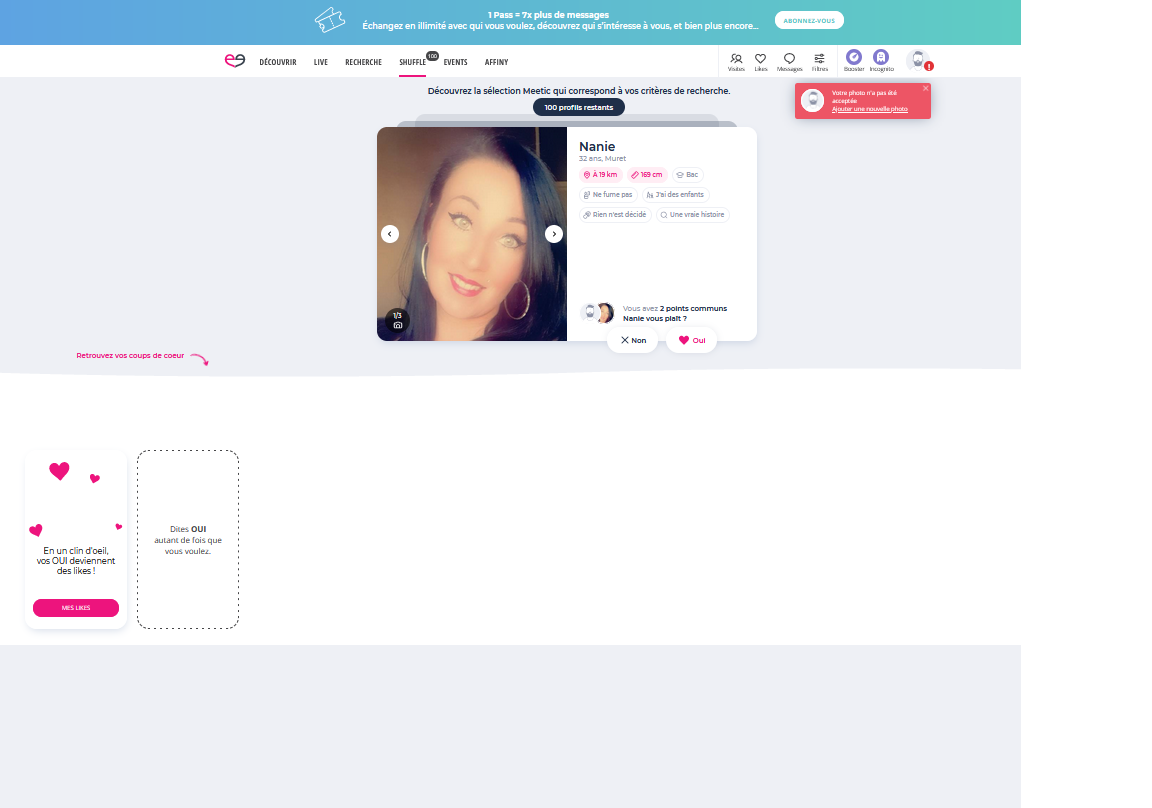 1 Pass = 7x plus de messages
Échangez en illimité avec qui vous voulez, découvrez qui s'intéresse à vous, et bien plus encore...
ABONNEZ-VOUS
DÉCOUVRIR
LIVE
RECHERCHE
SHUFFLE
100
EVENTS
AFFINY
Visites
Likes
Messages
Filtres
Booster
Incognito
Votre photo n'a pas été
acceptée
Ajouter une nouvelle photo
Découvrez la sélection Meetic qui correspond à vos critères de recherche.
100 profils restants
Nanie
32 ans, Muret
À 19 km
169 cm
Bac
Ne fume pas
J'ai des enfants
Rien n'est décidé
Une vraie histoire
1/3
Vous avez 2 points communs
Nanie vous plaît ?
Non
Oui
Retrouvez vos coups de coeur
En un clin d'oeil,
vos OUI deviennent
des likes !
MES LIKES
Dites OUI
autant de fois que
vous voulez.